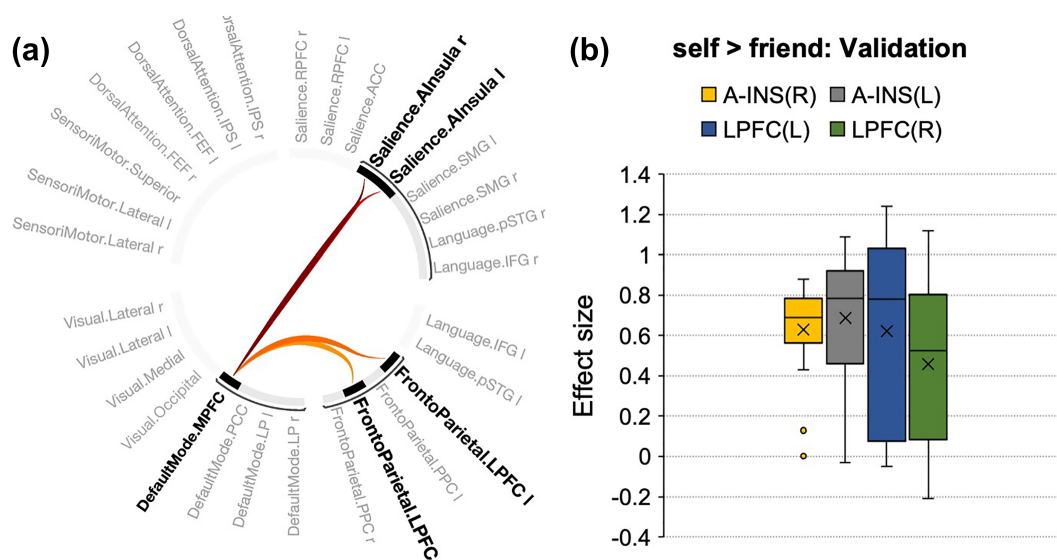 (a)
DorsalAttention.FEF l
DorsalAttention.IPS l
orsalAttention.IPS r
DorsalAttention.FEF r
SensoriMotor.Superior
SensoriMotor.Lateral l
SensoriMotor.Lateral r
Salience.RPFC r
Salience.RPFC l
Salience.ACC
Salience.AInsula r
Salience.AInsula l
Salience.SMG l
Salience.SMG r
Language.pSTG r
Language.IFG r
Visual.Lateral r
Visual.Lateral l
Visual.Medial
Visual.Occipital
DefaultMode.MPFC
DefaultMode.PCC
DefaultMode.LP l
DefaultMode.LP r
FrontoParietal.PPC r
FrontoParietal.LPFC
FrontoParietal.PPC l
FrontoParietal.LPFC l
Language.pSTG l
Language.IFG l
(b)
self > friend: Validation
A-INS(R) A-INS(L)
LPFC(L) LPFC(R)
Effect size
1.4
1.2
1
0.8
0.6
0.4
0.2
0
-0.2
-0.4